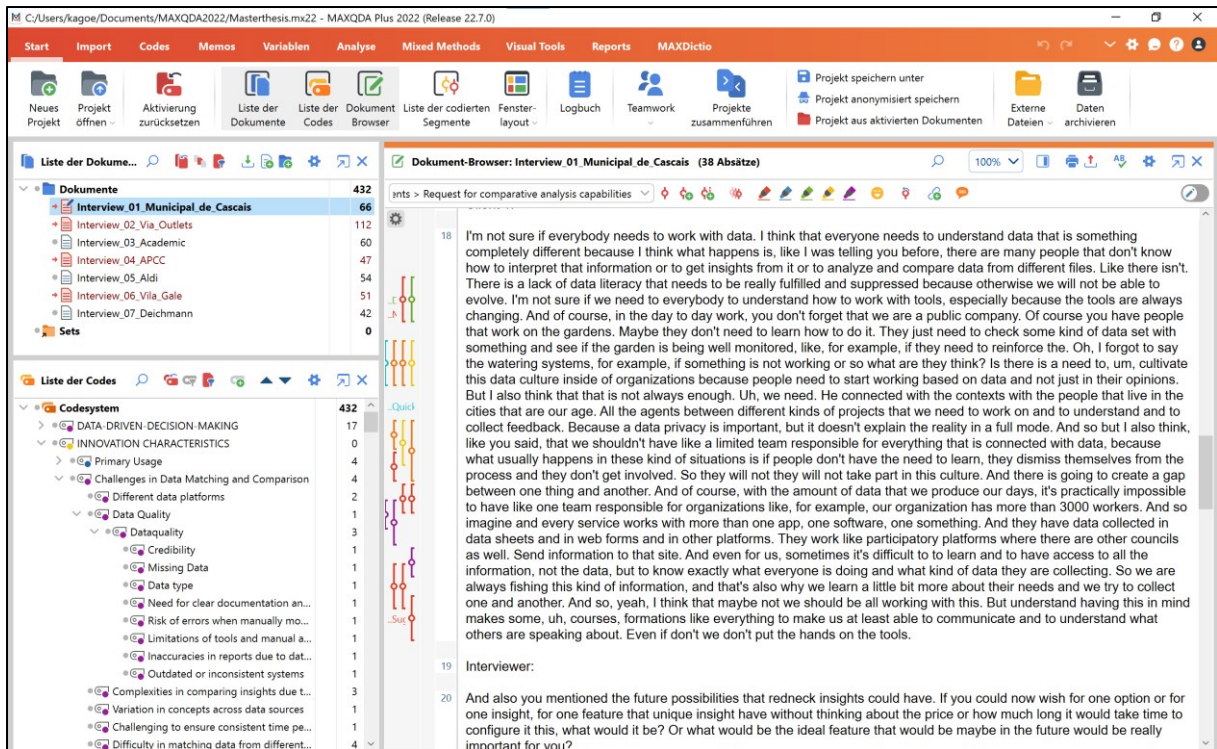 C:/Users/kagoe/Documents/MAXQDA2022/Masterthesis.mx22 - MAXQDA Plus 2022 (Release 22.7.0)
Start Import Codes Memos Variablen Analyse Mixed Methods Visual Tools Reports MAXDictio
Neues Projekt
Projekt öffnen
Aktivierung zurücksetzen
Liste der Dokumente
Liste der Codes
Dokument Browser
Liste der codierten Segmente
Fenster-layout
Logbuch
Teamwork
Projekte zusammenführen
Projekt speichern unter
Projekt anonymisiert speichern
Projekt aus aktivierten Dokumenten
Externe Dateien
Daten archivieren
Liste der Dokume...
Dokumente 432
Interview_01_Municipal_de_Cascais 66
Interview_02_Via_Outlets 112
Interview_03_Academic 60
Interview_04_APCC 47
Interview_05_Aldi 54
Interview_06_Vila_Gale 51
Interview_07_Deichmann 42
Sets 0
Liste der Codes
Codesystem 432
DATA-DRIVEN-DECISION-MAKING 17
INNOVATION CHARACTERISTICS 0
Primary Usage 4
Challenges in Data Matching and Comparison 4
Different data platforms 2
Data Quality 1
Dataquality 3
Credibility 1
Missing Data 1
Data type 1
Need for clear documentation an... 1
Risk of errors when manually mo... 1
Limitations of tools and manual a... 1
Inaccuracies in reports due to dat... 1
Outdated or inconsistent systems 1
Complexities in comparing insights due t... 3
Variation in concepts across data sources 1
Challenging to ensure consistent time pe... 1
Difficulty in matching data from different... 4
Dokument-Browser: Interview_01_Municipal_de_Cascais (38 Absätze)
100%
ents > Request for comparative analysis capabilities
..Quick
..Sug
18 I'm not sure if everybody needs to work with data. I think that everyone needs to understand data that is something
completely different because I think what happens is, like I was telling you before, there are many people that don't know
how to interpret that information or to get insights from it or to analyze and compare data from different files. Like there isn't.
There is a lack of data literacy that needs to be really fulfilled and suppressed because otherwise we will not be able to
evolve. I'm not sure if we need to everybody to understand how to work with tools, especially because the tools are always
changing. And of course, in the day to day work, you don't forget that we are a public company. Of course you have people
that work on the gardens. Maybe they don't need to learn how to do it. They just need to check some kind of data set with
something and see if the garden is being well monitored, like, for example, if they need to reinforce the. Oh, I forgot to say
the watering systems, for example, if something is not working or so what are they think? Is there is a need to, um, cultivate
this data culture inside of organizations because people need to start working based on data and not just in their opinions.
But I also think that that is not always enough. Uh, we need. He connected with the contexts with the people that live in the
cities that are our age. All the agents between different kinds of projects that we need to work on and to understand and to
collect feedback. Because a data privacy is important, but it doesn't explain the reality in a full mode. And so but I also think,
like you said, that we shouldn't have like a limited team responsible for everything that is connected with data, because
what usually happens in these kind of situations is if people don't have the need to learn, they dismiss themselves from the
process and they don't get involved. So they will not they will not take part in this culture. And there is going to create a gap
between one thing and another. And of course, with the amount of data that we produce our days, it's practically impossible
to have like one team responsible for organizations like, for example, our organization has more than 3000 workers. And so
imagine and every service works with more than one app, one software, one something. And they have data collected in
data sheets and in web forms and in other platforms. They work like participatory platforms where there are other councils
as well. Send information to that site. And even for us, sometimes it's difficult to to learn and to have access to all the
information, not the data, but to know exactly what everyone is doing and what kind of data they are collecting. So we are
always fishing this kind of information, and that's also why we learn a little bit more about their needs and we try to collect
one and another. And so, yeah, I think that maybe not we should be all working with this. But understand having this in mind
makes some, uh, courses, formations like everything to make us at least able to communicate and to understand what
others are speaking about. Even if don't we don't put the hands on the tools.
19 Interviewer:
20 And also you mentioned the future possibilities that redneck insights could have. If you could now wish for one option or for
one insight, for one feature that unique insight have without thinking about the price or how much long it would take time to
configure it this, what would it be? Or what would be the ideal feature that would be maybe in the future would be really
important for you?